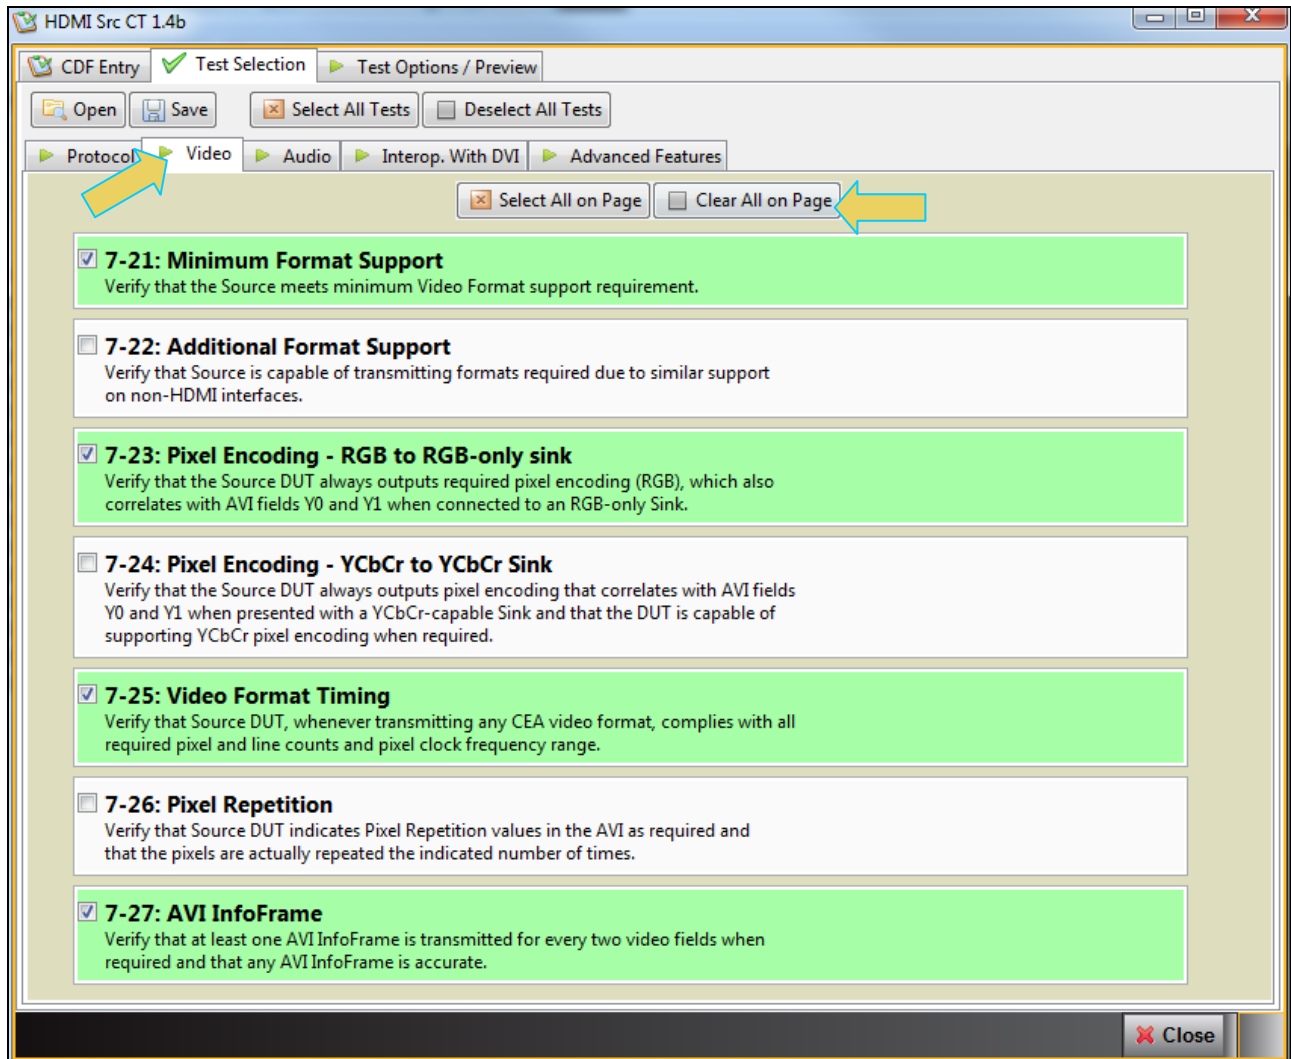 HDMI Src CT 1.4b
CDF Entry Test Selection Test Options / Preview
Open Save Select All Tests Deselect All Tests
Protocol Video Audio Interop. With DVI Advanced Features
Select All on Page Clear All on Page
7-21: Minimum Format Support
Verify that the Source meets minimum Video Format support requirement.
7-22: Additional Format Support
Verify that Source is capable of transmitting formats required due to similar support
on non-HDMI interfaces.
7-23: Pixel Encoding - RGB to RGB-only sink
Verify that the Source DUT always outputs required pixel encoding (RGB), which also
correlates with AVI fields Y0 and Y1 when connected to an RGB-only Sink.
7-24: Pixel Encoding - YCbCr to YCbCr Sink
Verify that the Source DUT always outputs pixel encoding that correlates with AVI fields
Y0 and Y1 when presented with a YCbCr-capable Sink and that the DUT is capable of
supporting YCbCr pixel encoding when required.
7-25: Video Format Timing
Verify that Source DUT, whenever transmitting any CEA video format, complies with all
required pixel and line counts and pixel clock frequency range.
7-26: Pixel Repetition
Verify that Source DUT indicates Pixel Repetition values in the AVI as required and
that the pixels are actually repeated the indicated number of times.
7-27: AVI InfoFrame
Verify that at least one AVI InfoFrame is transmitted for every two video fields when
required and that any AVI InfoFrame is accurate.
Close